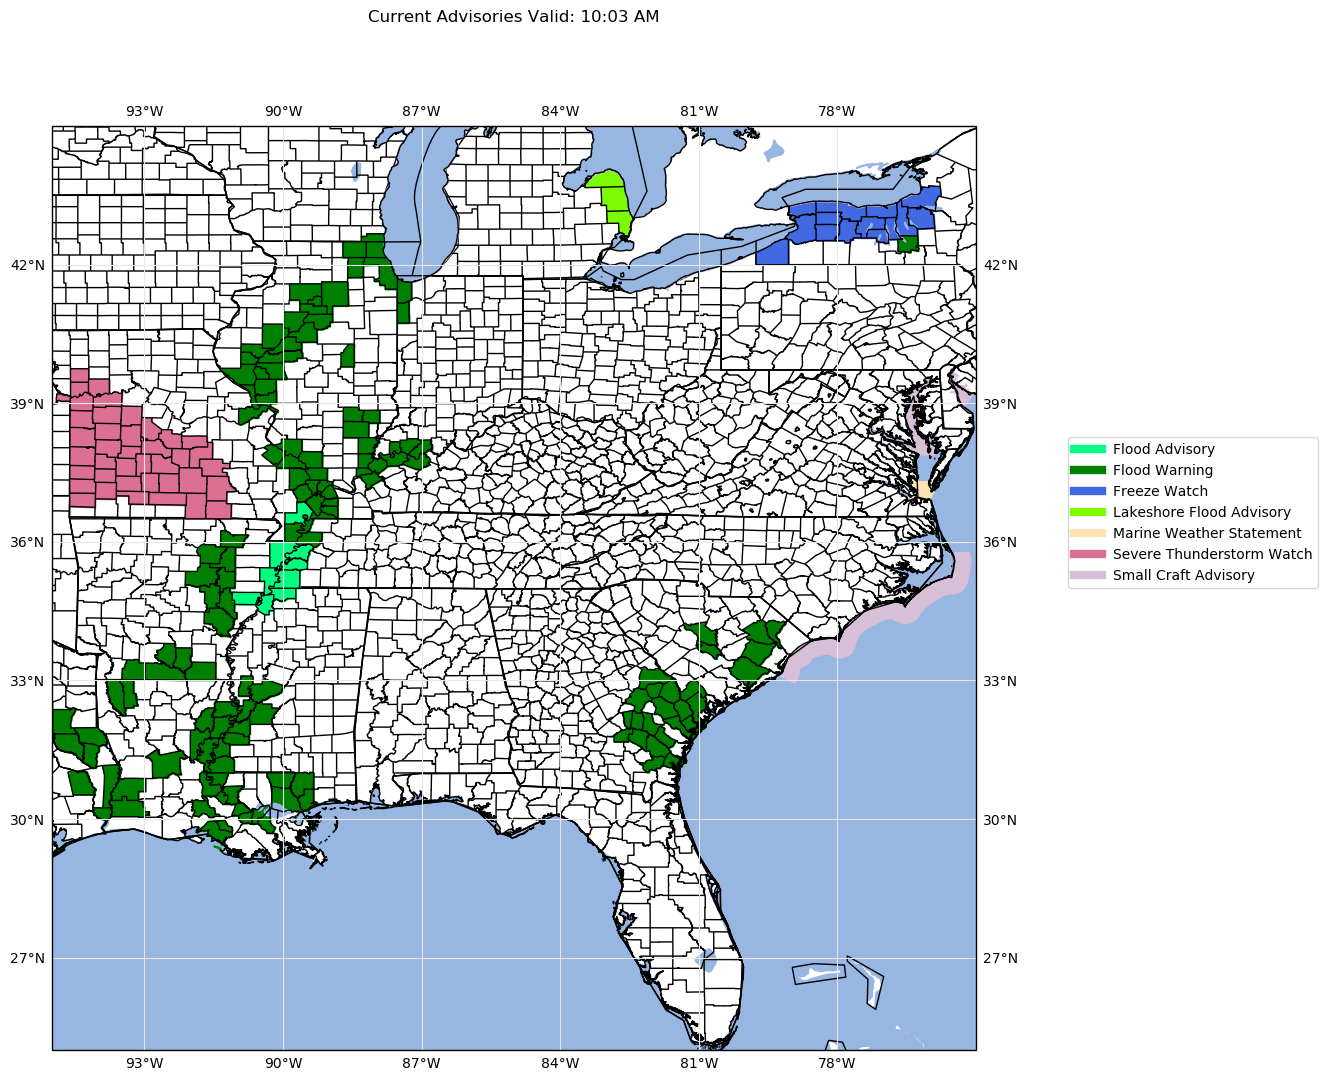 Current Advisories Valid: 10:03 AM
93°W 90°W 87°W 84°W 81°W 78°W
42°N 42°N
39°N 39°N
Flood Advisory
Flood Warning
Freeze Watch
Lakeshore Flood Advisory
Marine Weather Statement
Severe Thunderstorm Watch
Small Craft Advisory
36°N 36°N
33°N 33°N
30°N 30°N
27°N 27°N
93°W 90°W 87°W 84°W 81°W 78°W